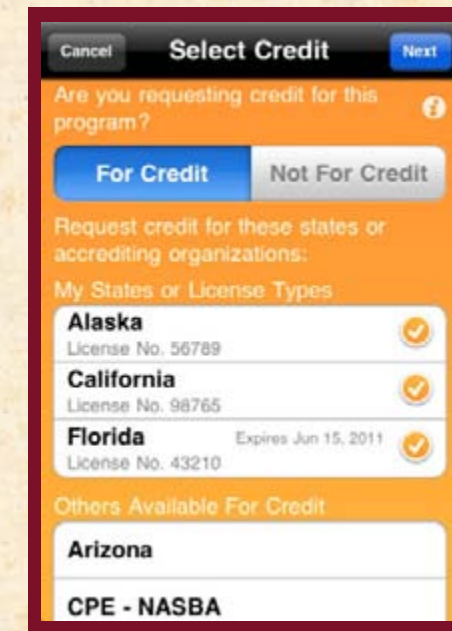 Cancel Select Credit Next
Are you requesting credit for this
program?
For Credit Not For Credit
Request credit for these states or
accrediting organizations:
My States or License Types
Alaska
License No. 56789
California
License No. 98765
Florida Expires Jun 15, 2011
License No. 43210
Others Available For Credit
Arizona
CPE - NASBA